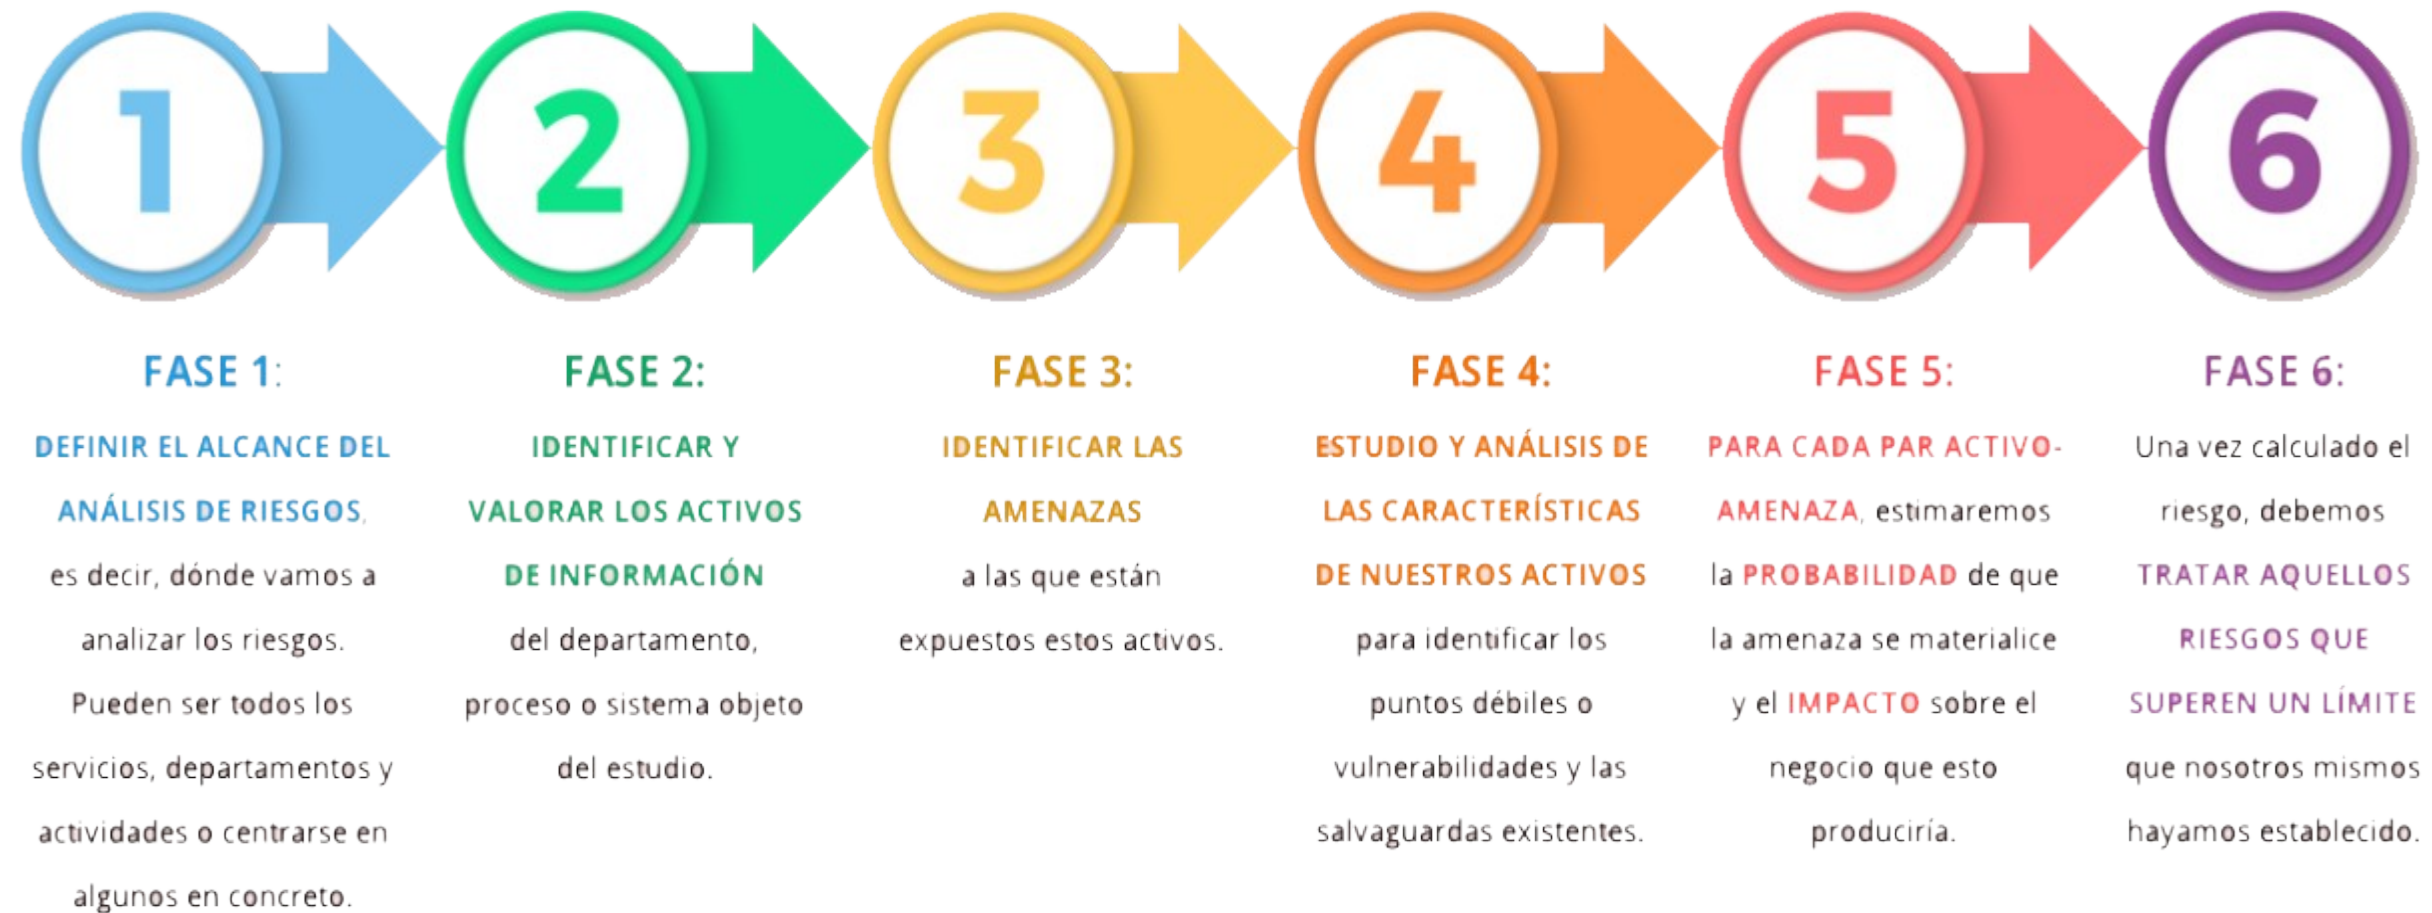 1
2
3
4
5
6
FASE 1:
DEFINIR EL ALCANCE DEL
ANÁLISIS DE RIESGOS,
es decir, dónde vamos a
analizar los riesgos.
Pueden ser todos los
servicios, departamentos y
actividades o centrarse en
algunos en concreto.
FASE 2:
IDENTIFICAR Y
VALORAR LOS ACTIVOS
DE INFORMACIÓN
del departamento,
proceso o sistema objeto
del estudio.
FASE 3:
IDENTIFICAR LAS
AMENAZAS
a las que están
expuestos estos activos.
FASE 4:
ESTUDIO Y ANÁLISIS DE
LAS CARACTERÍSTICAS
DE NUESTROS ACTIVOS
para identificar los
puntos débiles o
vulnerabilidades y las
salvaguardas existentes.
FASE 5:
PARA CADA PAR ACTIVO-
AMENAZA, estimaremos
la PROBABILIDAD de que
la amenaza se materialice
y el IMPACTO sobre el
negocio que esto
produciría.
FASE 6:
Una vez calculado el
riesgo, debemos
TRATAR AQUELLOS
RIESGOS QUE
SUPEREN UN LÍMITE
que nosotros mismos
hayamos establecido.